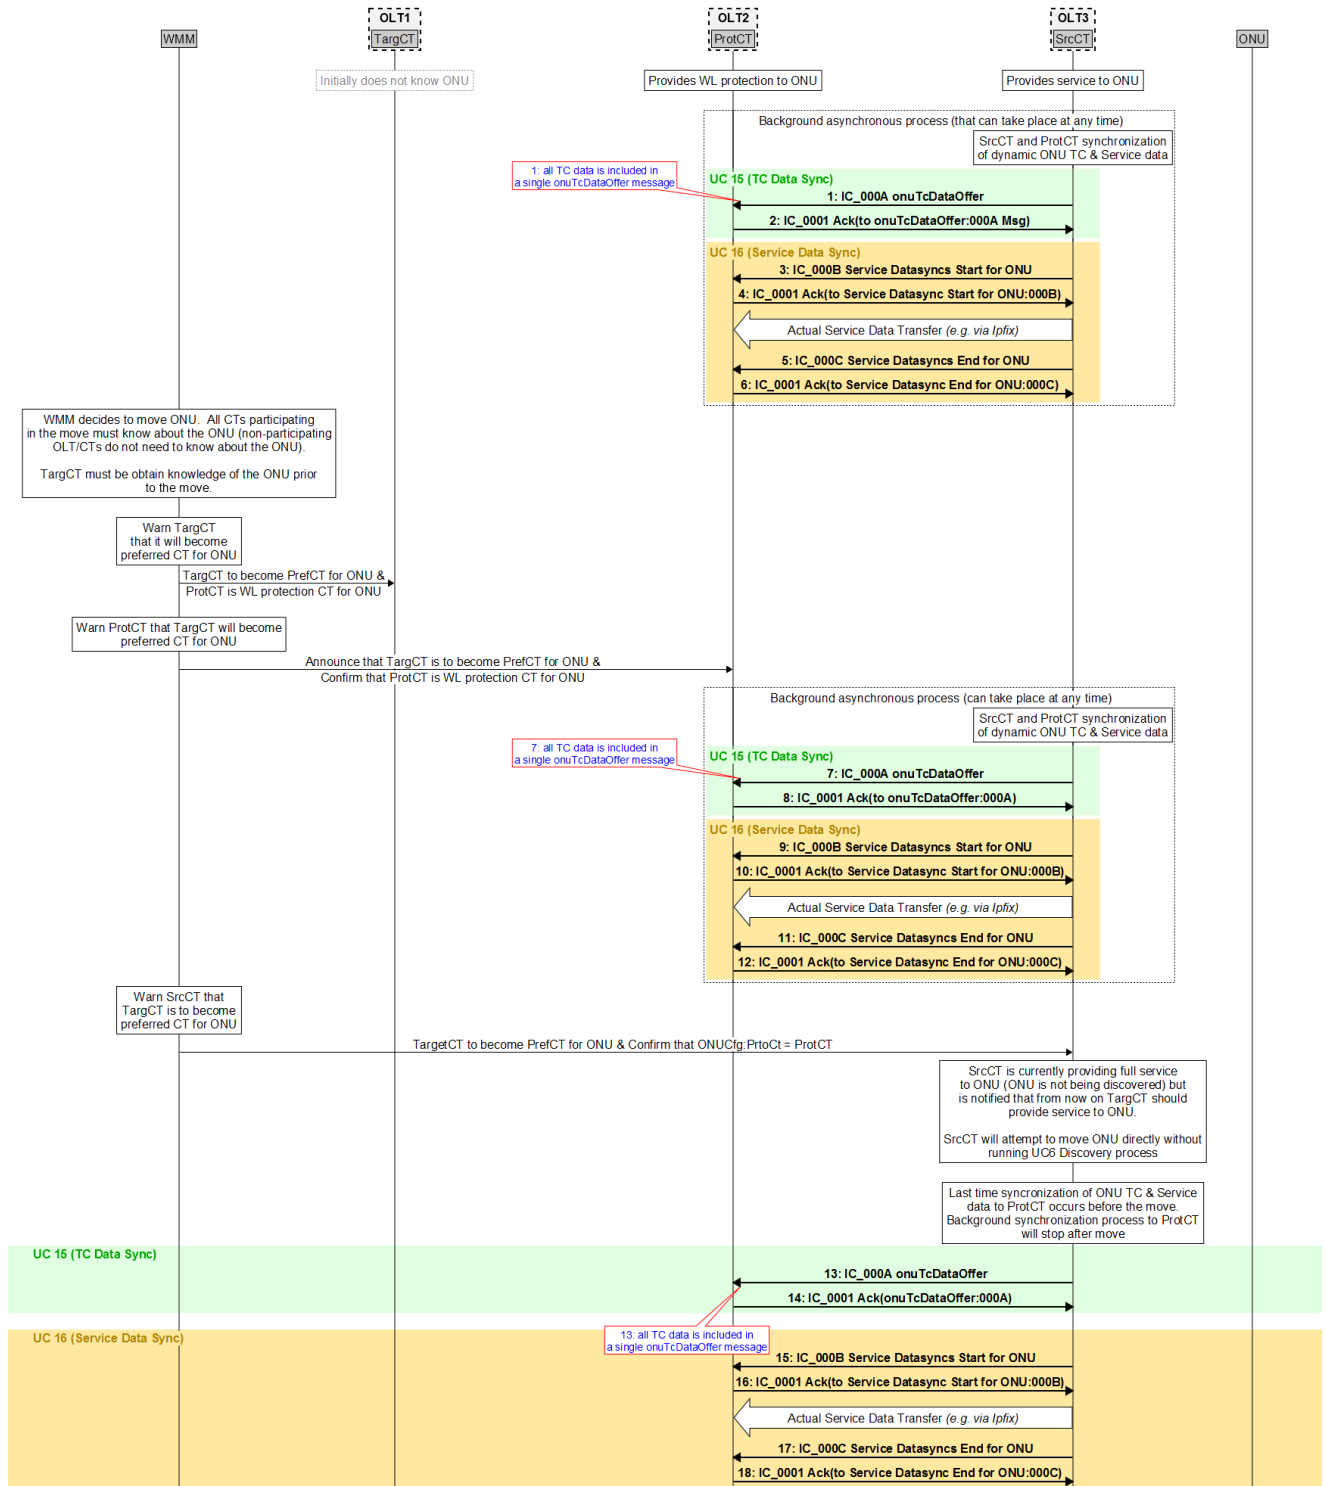 OLT1
OLT2
OLT3
WMM
TargCT
ProtCT
SrcCT
ONU
Initially does not know ONU
Provides WL protection to ONU
Provides service to ONU
Background asynchronous process (that can take place at any time)
SrcCT and ProtCT synchronization
of dynamic ONU TC & Service data
1: all TC data is included in
a single onuTcDataOffer message
UC 15 (TC Data Sync)
1: IC_000A onuTcDataOffer
2: IC_0001 Ack(to onuTcDataOffer:000A Msg)
UC 16 (Service Data Sync)
3: IC_000B Service Datasyncs Start for ONU
4: IC_0001 Ack(to Service Datasync Start for ONU:000B)
Actual Service Data Transfer (e.g. via Ipfix)
5: IC_000C Service Datasyncs End for ONU
6: IC_0001 Ack(to Service Datasync End for ONU:000C)
WMM decides to move ONU.  All CTs participating
in the move must know about the ONU (non-participating
OLT/CTs do not need to know about the ONU).
TargCT must be obtain knowledge of the ONU prior
to the move.
Warn TargCT
that it will become
preferred CT for ONU
TargCT to become PrefCT for ONU &
ProtCT is WL protection CT for ONU
Warn ProtCT that TargCT will become
preferred CT for ONU
Announce that TargCT is to become PrefCT for ONU &
Confirm that ProtCT is WL protection CT for ONU
Background asynchronous process (can take place at any time)
SrcCT and ProtCT synchronization
of dynamic ONU TC & Service data
7: all TC data is included in
a single onuTcDataOffer message
UC 15 (TC Data Sync)
7: IC_000A onuTcDataOffer
8: IC_0001 Ack(to onuTcDataOffer:000A)
UC 16 (Service Data Sync)
9: IC_000B Service Datasyncs Start for ONU
10: IC_0001 Ack(to Service Datasync Start for ONU:000B)
Actual Service Data Transfer (e.g. via Ipfix)
11: IC_000C Service Datasyncs End for ONU
12: IC_0001 Ack(to Service Datasync End for ONU:000C)
Warn SrcCT that
TargCT is to become
preferred CT for ONU
TargetCT to become PrefCT for ONU & Confirm that ONUCfg:PrtoCt = ProtCT
SrcCT is currently providing full service
to ONU (ONU is not being discovered) but
is notified that from now on TargCT should
provide service to ONU.
SrcCT will attempt to move ONU directly without
running UC6 Discovery process
Last time syncronization of ONU TC & Service
data to ProtCT occurs before the move.
Background synchronization process to ProtCT
will stop after move
UC 15 (TC Data Sync)
13: IC_000A onuTcDataOffer
14: IC_0001 Ack(onuTcDataOffer:000A)
UC 16 (Service Data Sync)
13: all TC data is included in
a single onuTcDataOffer message
15: IC_000B Service Datasyncs Start for ONU
16: IC_0001 Ack(to Service Datasync Start for ONU:000B)
Actual Service Data Transfer (e.g. via Ipfix)
17: IC_000C Service Datasyncs End for ONU
18: IC_0001 Ack(to Service Datasync End for ONU:000C)